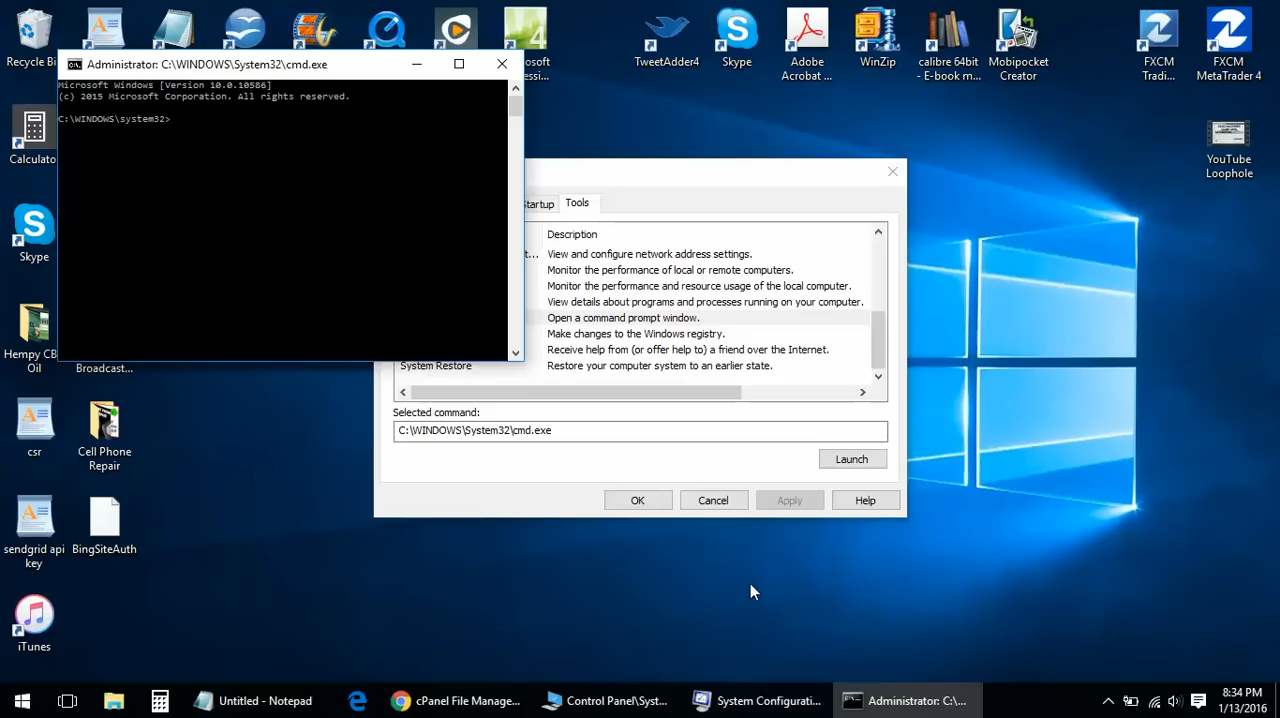 Recycle Bi
4
osoft
essi...
TweetAdder4
Skype
Adobe
Acrobat ...
WinZip
calibre 64bit
- E-book m...
Mobipocket
Creator
FXCM
Tradi...
FXCM
MetaTrader 4
Administrator: C:\WINDOWS\System32\cmd.exe
Microsoft Windows [Version 10.0.10586]
(c) 2015 Microsoft Corporation. All rights reserved.
C:\WINDOWS\system32>
Calculato
YouTube
Loophole
Skype
Hempy CB
Oil
Broadcast...
csr
Cell Phone
Repair
sendgrid api
key
BingSiteAuth
iTunes
Startup
Tools
Description
t... View and configure network address settings.
Monitor the performance of local or remote computers.
Monitor the performance and resource usage of the local computer.
View details about programs and processes running on your computer.
Open a command prompt window.
Make changes to the Windows registry.
Receive help from (or offer help to) a friend over the Internet.
System Restore Restore your computer system to an earlier state.
Selected command:
C:\WINDOWS\System32\cmd.exe
Launch
OK
Cancel
Apply
Help
Untitled - Notepad
cPanel File Manage...
Control Panel\Syst...
System Configurati...
Administrator: C:\...
8:34 PM
1/13/2016